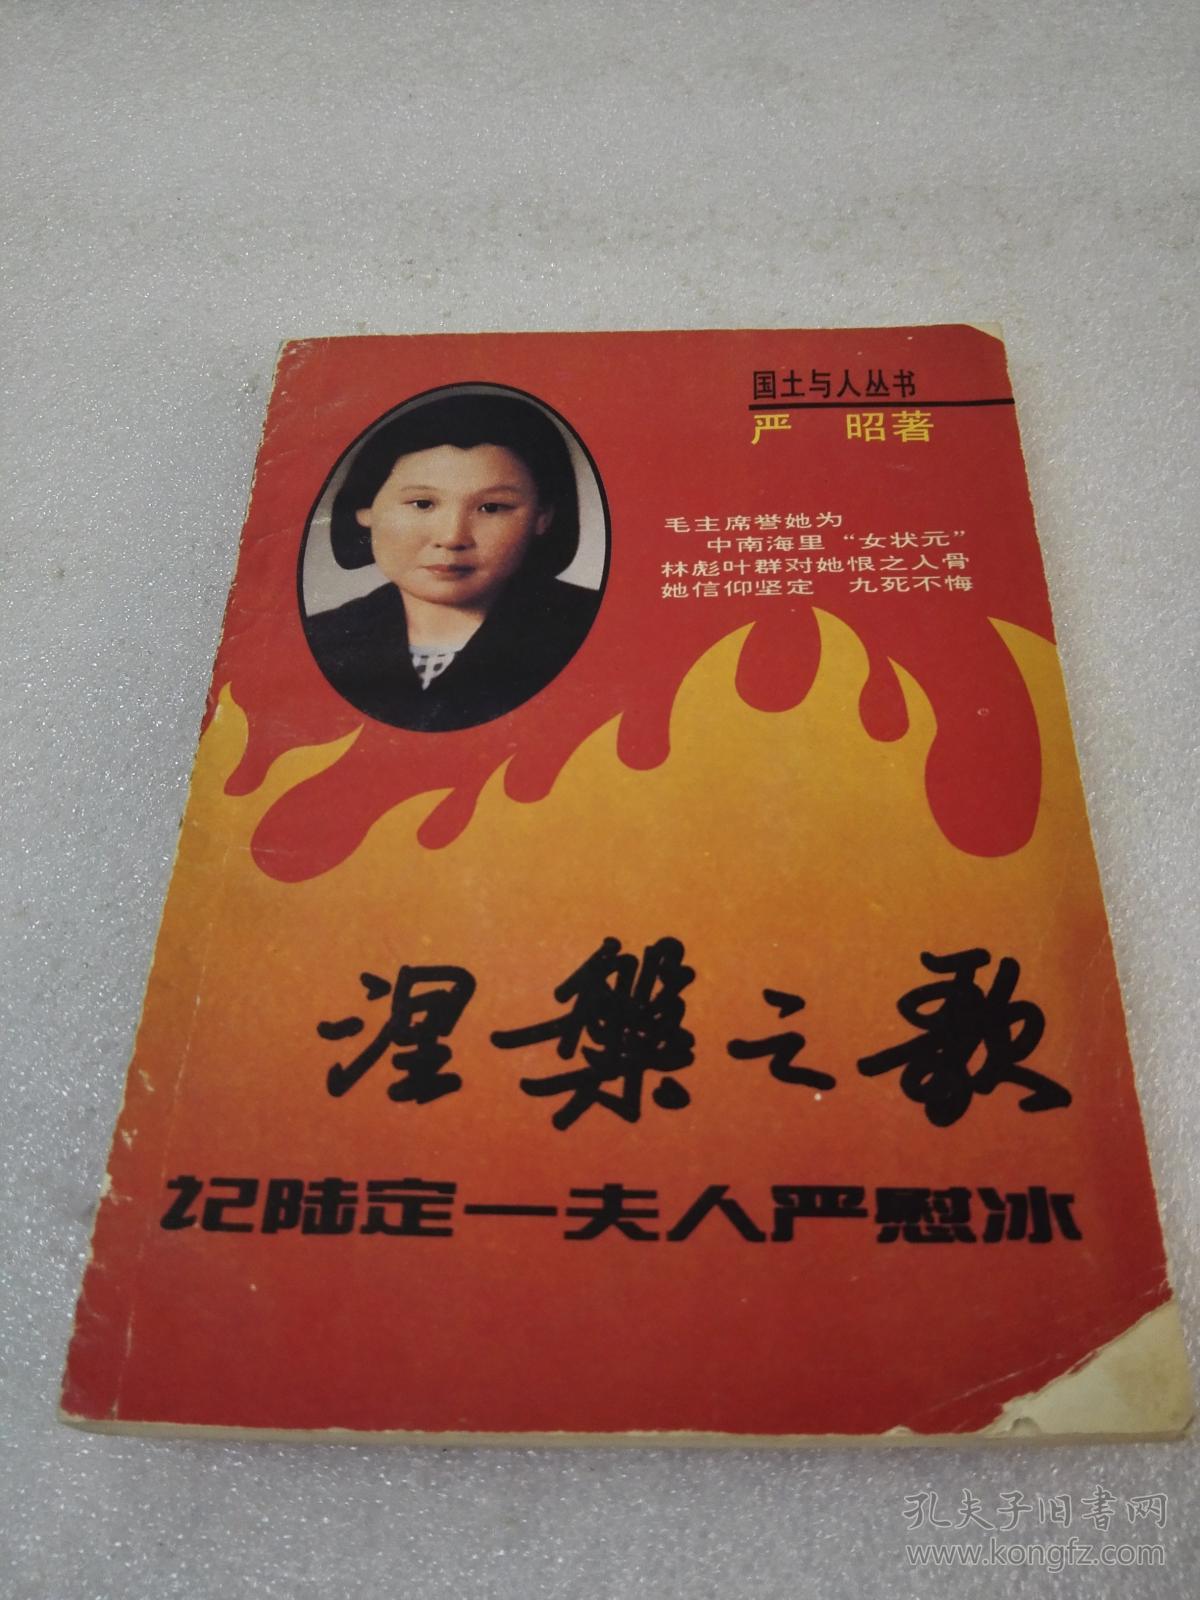 国土与人丛书
严 昭著
毛主席誉她为
中南海里“女状元”
林彪叶群对她恨之入骨
她信仰坚定 九死不悔
涅槃之歌
记陆定一夫人严慰冰
孔夫子旧书网
www.kongfz.com